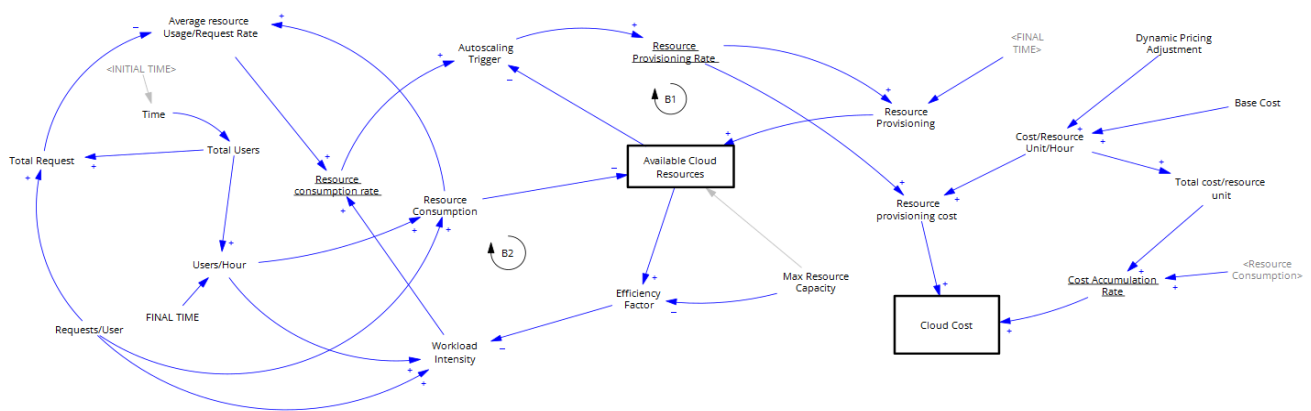 Average resource
Usage/Request Rate
<INITIAL TIME>
Time
Total Request
Total Users
Resource
consumption rate
Autoscaling
Trigger
Resource
Provisioning Rate
B1
<FINAL
TIME>
Resource
Provisioning
Dynamic Pricing
Adjustment
Base Cost
Cost/Resource
Unit/Hour
Available Cloud
Resources
Resource
Consumption
Resource
provisioning cost
Total cost/resource
unit
B2
Users/Hour
FINAL TIME
Requests/User
Efficiency
Factor
Max Resource
Capacity
Workload
Intensity
<Resource
Consumption>
Cost Accumulation
Rate
Cloud Cost